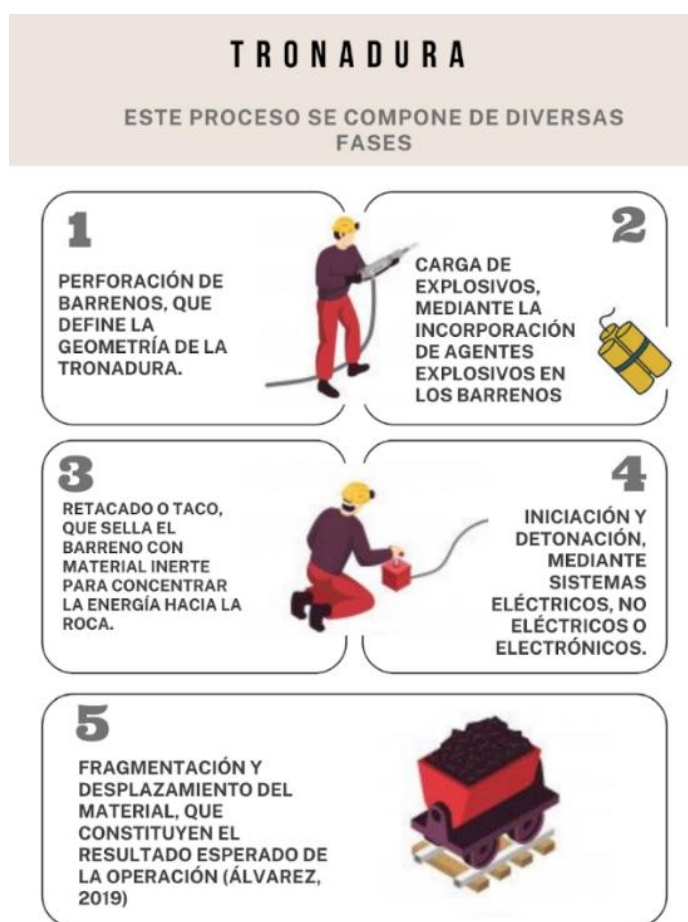 TRONADURA
ESTE PROCESO SE COMPONE DE DIVERSAS
FASES
1
PERFORACIÓN DE
BARRENOS, QUE
DEFINE LA
GEOMETRÍA DE LA
TRONADURA.
2
CARGA DE
EXPLOSIVOS,
MEDIANTE LA
INCORPORACIÓN
DE AGENTES
EXPLOSIVOS EN
LOS BARRENOS
3
RETACADO O TACO,
QUE SELLA EL
BARRENO CON
MATERIAL INERTE
PARA CONCENTRAR
LA ENERGÍA HACIA LA
ROCA.
4
INICIACIÓN Y
DETONACIÓN,
MEDIANTE
SISTEMAS
ELÉCTRICOS, NO
ELÉCTRICOS O
ELECTRÓNICOS.
5
FRAGMENTACIÓN Y
DESPLAZAMIENTO DEL
MATERIAL, QUE
CONSTITUYEN EL
RESULTADO ESPERADO DE
LA OPERACIÓN (ÁLVAREZ,
2019)